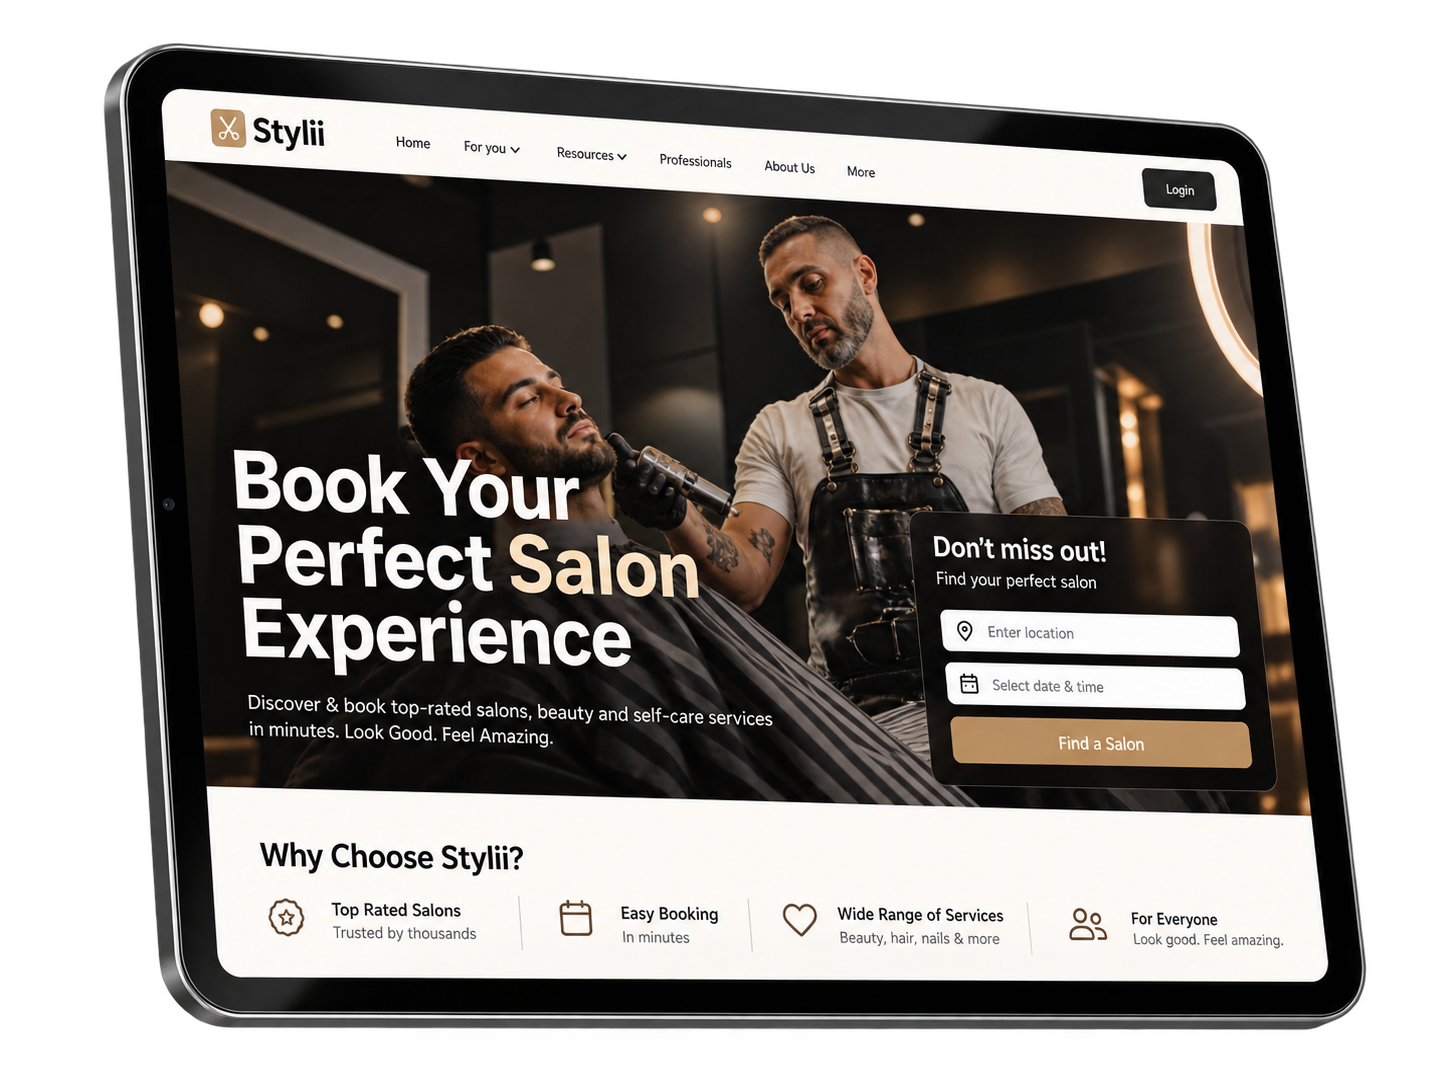 Stylii
Home
For you
Resources
Professionals
About Us
More
Login
Book Your
Perfect Salon
Experience
Discover & book top-rated salons, beauty and self-care services
in minutes. Look Good. Feel Amazing.
Don't miss out!
Find your perfect salon
Enter location
Select date & time
Find a Salon
Why Choose Stylii?
Top Rated Salons
Trusted by thousands
Easy Booking
In minutes
Wide Range of Services
Beauty, hair, nails & more
For Everyone
Look good. Feel amazing.